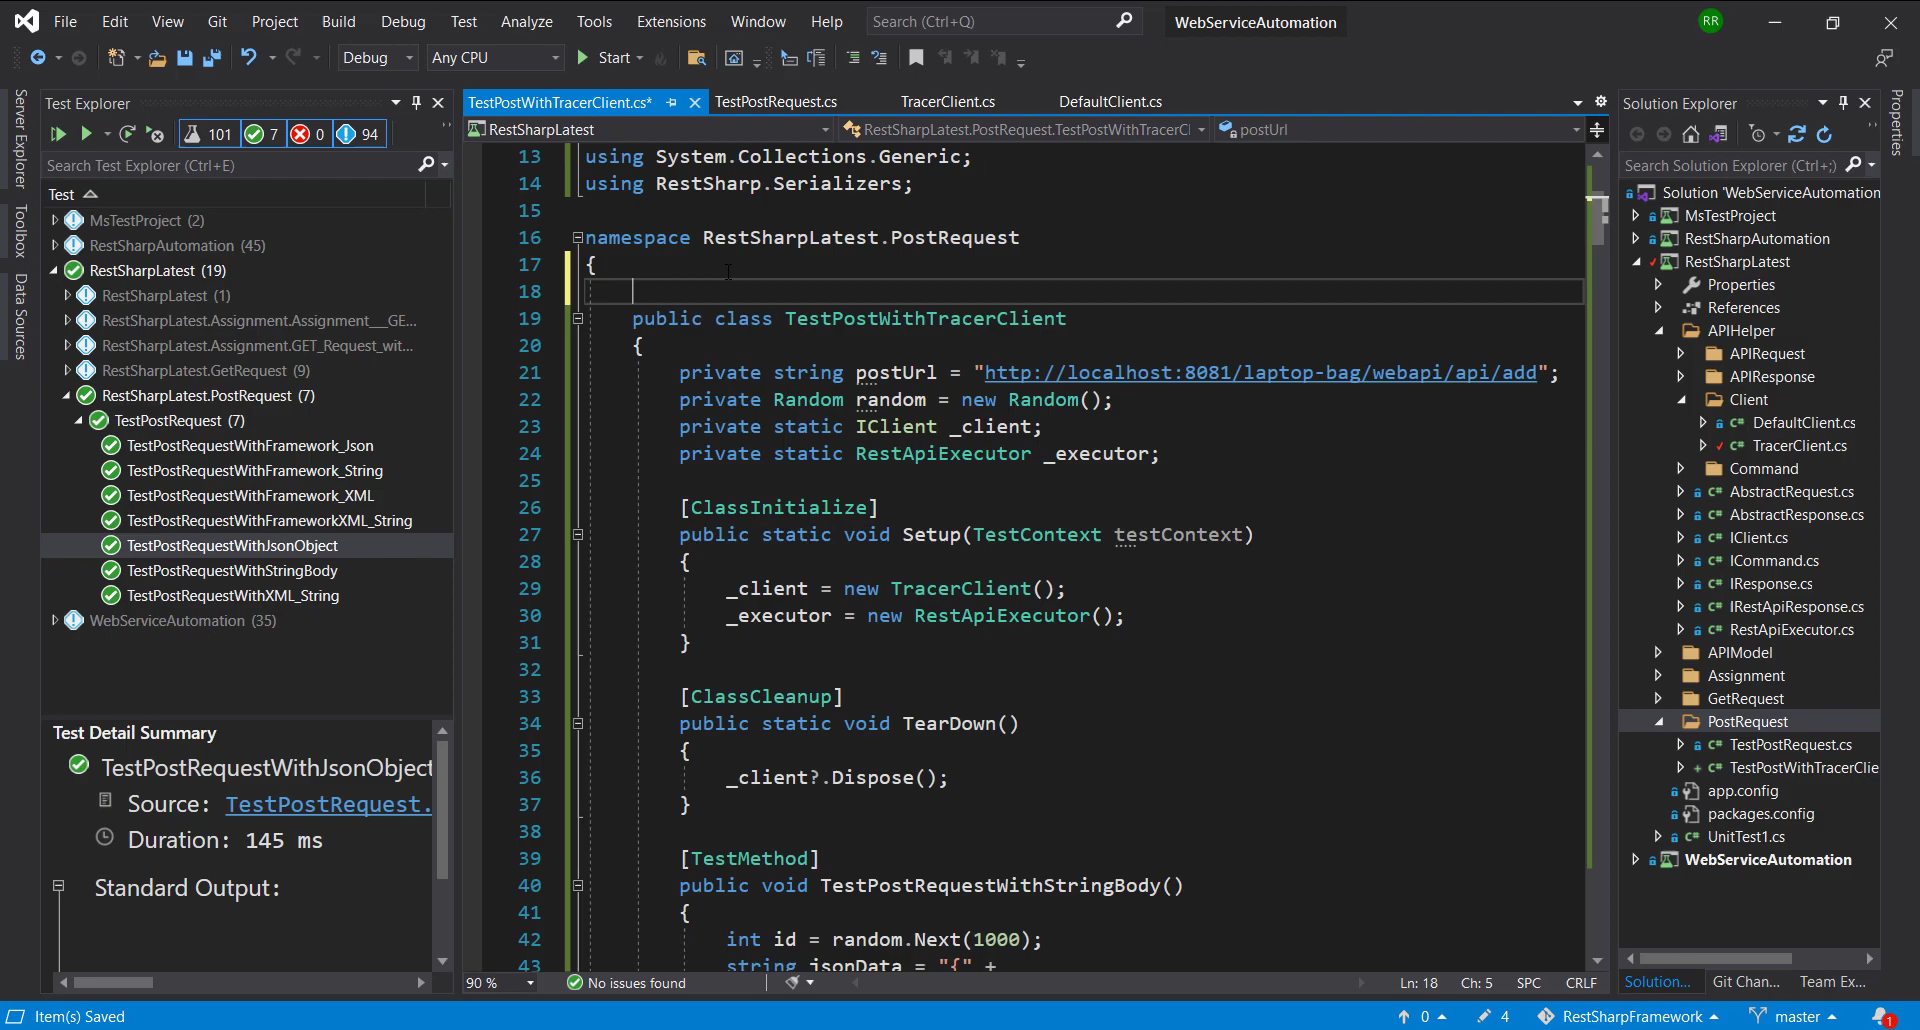 File Edit View Git Project Build Debug Test Analyze Tools Extensions Window Help Search (Ctrl+Q) WebServiceAutomation RR
Debug Any CPU Start
Server Explorer
Toolbox
Data Sources
Test Explorer
101 7 0 94
Search Test Explorer (Ctrl+E)
Test
MsTestProject (2)
RestSharpAutomation (45)
RestSharpLatest (19)
RestSharpLatest (1)
RestSharpLatest.Assignment.Assignment___GE...
RestSharpLatest.Assignment.GET_Request_wit...
RestSharpLatest.GetRequest (9)
RestSharpLatest.PostRequest (7)
TestPostRequest (7)
TestPostRequestWithFramework_Json
TestPostRequestWithFramework_String
TestPostRequestWithFramework_XML
TestPostRequestWithFrameworkXML_String
TestPostRequestWithJsonObject
TestPostRequestWithStringBody
TestPostRequestWithXML_String
WebServiceAutomation (35)
Test Detail Summary
TestPostRequestWithJsonObject
Source: TestPostRequest.
Duration: 145 ms
Standard Output:
TestPostWithTracerClient.cs* TestPostRequest.cs TracerClient.cs DefaultClient.cs
RestSharpLatest RestSharpLatest.PostRequest.TestPostWithTracerCl postUrl
13 using System.Collections.Generic;
14 using RestSharp.Serializers;
15
16 namespace RestSharpLatest.PostRequest
17 {
18
19 public class TestPostWithTracerClient
20 {
21 private string postUrl = "http://localhost:8081/laptop-bag/webapi/api/add";
22 private Random random = new Random();
23 private static IClient _client;
24 private static RestApiExecutor _executor;
25
26 [ClassInitialize]
27 public static void Setup(TestContext testContext)
28 {
29 _client = new TracerClient();
30 _executor = new RestApiExecutor();
31 }
32
33 [ClassCleanup]
34 public static void TearDown()
35 {
36 _client?.Dispose();
37 }
38
39 [TestMethod]
40 public void TestPostRequestWithStringBody()
41 {
42 int id = random.Next(1000);
43 string jsonData = "{" +
90 % No issues found Ln: 18 Ch: 5 SPC CRLF
Solution Explorer
Search Solution Explorer (Ctrl+;)
Solution 'WebServiceAutomation
MsTestProject
RestSharpAutomation
RestSharpLatest
Properties
References
APIHelper
APIRequest
APIResponse
Client
DefaultClient.cs
TracerClient.cs
Command
AbstractRequest.cs
AbstractResponse.cs
IClient.cs
ICommand.cs
IResponse.cs
IRestApiResponse.cs
RestApiExecutor.cs
APIModel
Assignment
GetRequest
PostRequest
TestPostRequest.cs
TestPostWithTracerClie
app.config
packages.config
UnitTest1.cs
WebServiceAutomation
Solution... Git Chan... Team Ex...
Properties
Item(s) Saved 0 4 RestSharpFramework master 1